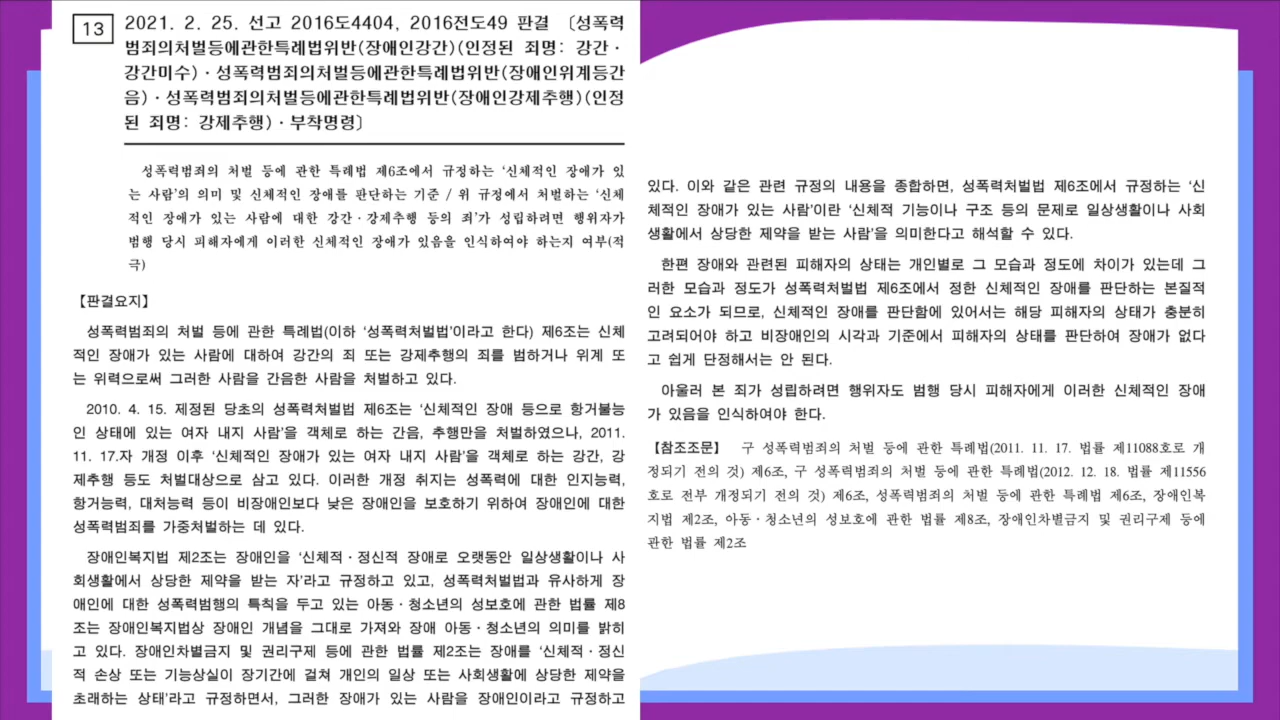 13
2021. 2. 25. 선고 2016도4404, 2016전도49 판결 〔성폭력
범죄의처벌등에관한특례법위반(장애인강간)(인정된 죄명: 강간·
강간미수)·성폭력범죄의처벌등에관한특례법위반(장애인위계등간
음)·성폭력범죄의처벌등에관한특례법위반(장애인강제추행)(인정
된 죄명: 강제추행)·부착명령〕
성폭력범죄의 처벌 등에 관한 특례법 제6조에서 규정하는 ‘신체적인 장애가 있
는 사람’의 의미 및 신체적인 장애를 판단하는 기준 / 위 규정에서 처벌하는 ‘신체
적인 장애가 있는 사람에 대한 강간·강제추행 등의 죄’가 성립하려면 행위자가
범행 당시 피해자에게 이러한 신체적인 장애가 있음을 인식하여야 하는지 여부(적
극)
【판결요지】
성폭력범죄의 처벌 등에 관한 특례법(이하 ‘성폭력처벌법’이라고 한다) 제6조는 신체
적인 장애가 있는 사람에 대하여 강간의 죄 또는 강제추행의 죄를 범하거나 위계 또
는 위력으로써 그러한 사람을 간음한 사람을 처벌하고 있다.
2010. 4. 15. 제정된 당초의 성폭력처벌법 제6조는 ‘신체적인 장애 등으로 항거불능
인 상태에 있는 여자 내지 사람’을 객체로 하는 간음, 추행만을 처벌하였으나, 2011.
11. 17.자 개정 이후 ‘신체적인 장애가 있는 여자 내지 사람’을 객체로 하는 강간, 강
제추행 등도 처벌대상으로 삼고 있다. 이러한 개정 취지는 성폭력에 대한 인지능력,
항거능력, 대처능력 등이 비장애인보다 낮은 장애인을 보호하기 위하여 장애인에 대한
성폭력범죄를 가중처벌하는 데 있다.
장애인복지법 제2조는 장애인을 ‘신체적·정신적 장애로 오랫동안 일상생활이나 사
회생활에서 상당한 제약을 받는 자’라고 규정하고 있고, 성폭력처벌법과 유사하게 장
애인에 대한 성폭력범행의 특칙을 두고 있는 아동·청소년의 성보호에 관한 법률 제8
조는 장애인복지법상 장애인 개념을 그대로 가져와 장애 아동·청소년의 의미를 밝히
고 있다. 장애인차별금지 및 권리구제 등에 관한 법률 제2조는 장애를 ‘신체적·정신
적 손상 또는 기능상실이 장기간에 걸쳐 개인의 일상 또는 사회생활에 상당한 제약을
초래하는 상태’라고 규정하면서, 그러한 장애가 있는 사람을 장애인이라고 규정하고
있다. 이와 같은 관련 규정의 내용을 종합하면, 성폭력처벌법 제6조에서 규정하는 ‘신
체적인 장애가 있는 사람’이란 ‘신체적 기능이나 구조 등의 문제로 일상생활이나 사회
생활에서 상당한 제약을 받는 사람’을 의미한다고 해석할 수 있다.
한편 장애와 관련된 피해자의 상태는 개인별로 그 모습과 정도에 차이가 있는데 그
러한 모습과 정도가 성폭력처벌법 제6조에서 정한 신체적인 장애를 판단하는 본질적
인 요소가 되므로, 신체적인 장애를 판단함에 있어서는 해당 피해자의 상태가 충분히
고려되어야 하고 비장애인의 시각과 기준에서 피해자의 상태를 판단하여 장애가 없다
고 쉽게 단정해서는 안 된다.
아울러 본 죄가 성립하려면 행위자도 범행 당시 피해자에게 이러한 신체적인 장애
가 있음을 인식하여야 한다.
【참조조문】 구 성폭력범죄의 처벌 등에 관한 특례법(2011. 11. 17. 법률 제11088호로 개
정되기 전의 것) 제6조, 구 성폭력범죄의 처벌 등에 관한 특례법(2012. 12. 18. 법률 제11556
호로 전부 개정되기 전의 것) 제6조, 성폭력범죄의 처벌 등에 관한 특례법 제6조, 장애인복
지법 제2조, 아동·청소년의 성보호에 관한 법률 제8조, 장애인차별금지 및 권리구제 등에
관한 법률 제2조